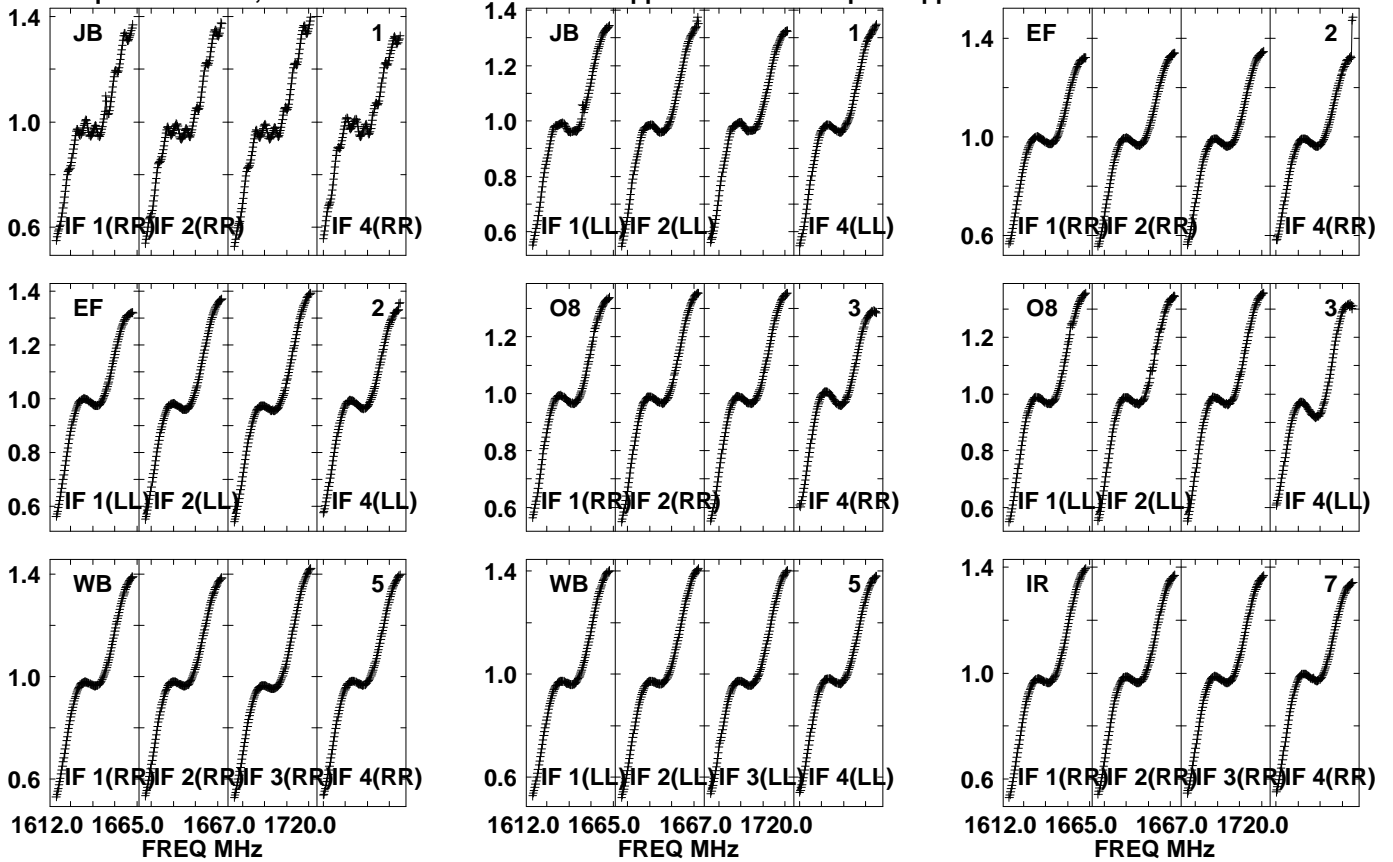 1.4 JB 1
1.0
0.6
IF 1(RR) IF 2(RR) IF 4(RR)
1.4 JB 1
1.2
1.0
0.8
0.6
IF 1(LL) IF 2(LL) IF 4(LL)
1.4 EF 2
1.0
0.6
IF 1(RR) IF 2(RR) IF 4(RR)
1.4 EF 2
1.2
1.0
0.8
0.6
IF 1(LL) IF 2(LL) IF 4(LL)
O8 3
1.2
1.0
0.8
0.6
IF 1(RR) IF 2(RR) IF 4(RR)
O8 3
1.2
1.0
0.8
0.6
IF 1(LL) IF 2(LL) IF 4(LL)
1.4 WB 5
1.0
0.6
IF 1(RR) IF 2(RR) IF 3(RR) IF 4(RR)
1612.0 1665.0 1667.0 1720.0
FREQ MHz
1.4 WB 5
1.0
0.6
IF 1(LL) IF 2(LL) IF 3(LL) IF 4(LL)
1612.0 1665.0 1667.0 1720.0
FREQ MHz
1.4 IR 7
1.0
0.6
IF 1(RR) IF 2(RR) IF 3(RR) IF 4(RR)
1612.0 1665.0 1667.0 1720.0
FREQ MHz